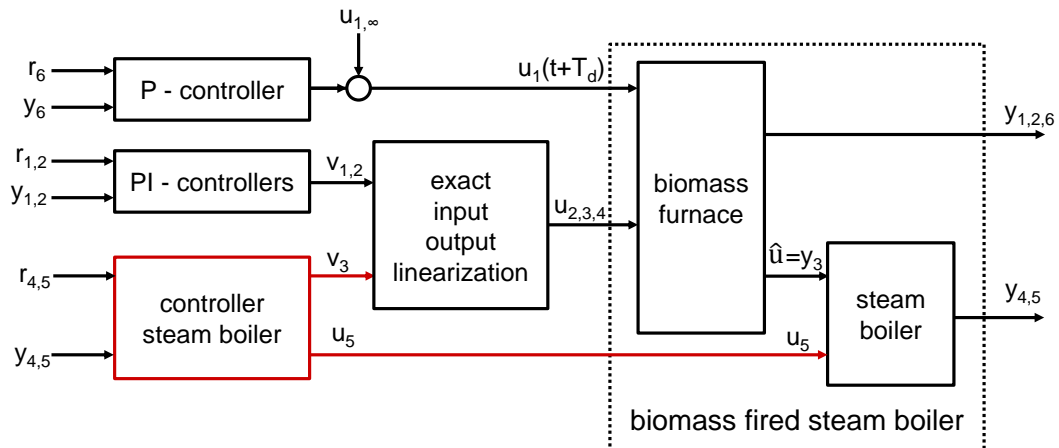 u1,∞
r6
y6
P - controller
u1(t+Td)
y1,2,6
r1,2
y1,2
PI - controllers
v1,2
exact
input
output
linearization
u2,3,4
biomass
furnace
r4,5
y4,5
controller
steam boiler
v3
u5
û=y3
u5
steam
boiler
y4,5
biomass fired steam boiler